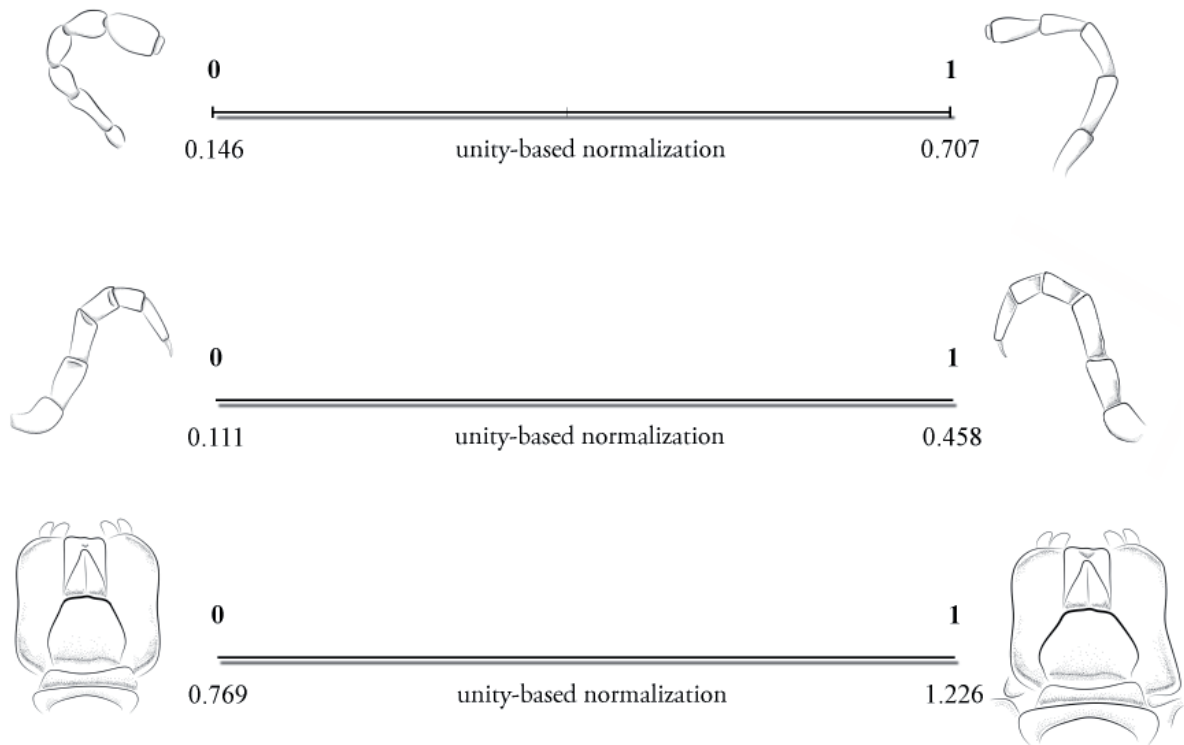 0 1
0.146 unity-based normalization 0.707
0 1
0.111 unity-based normalization 0.458
0 1
0.769 unity-based normalization 1.226